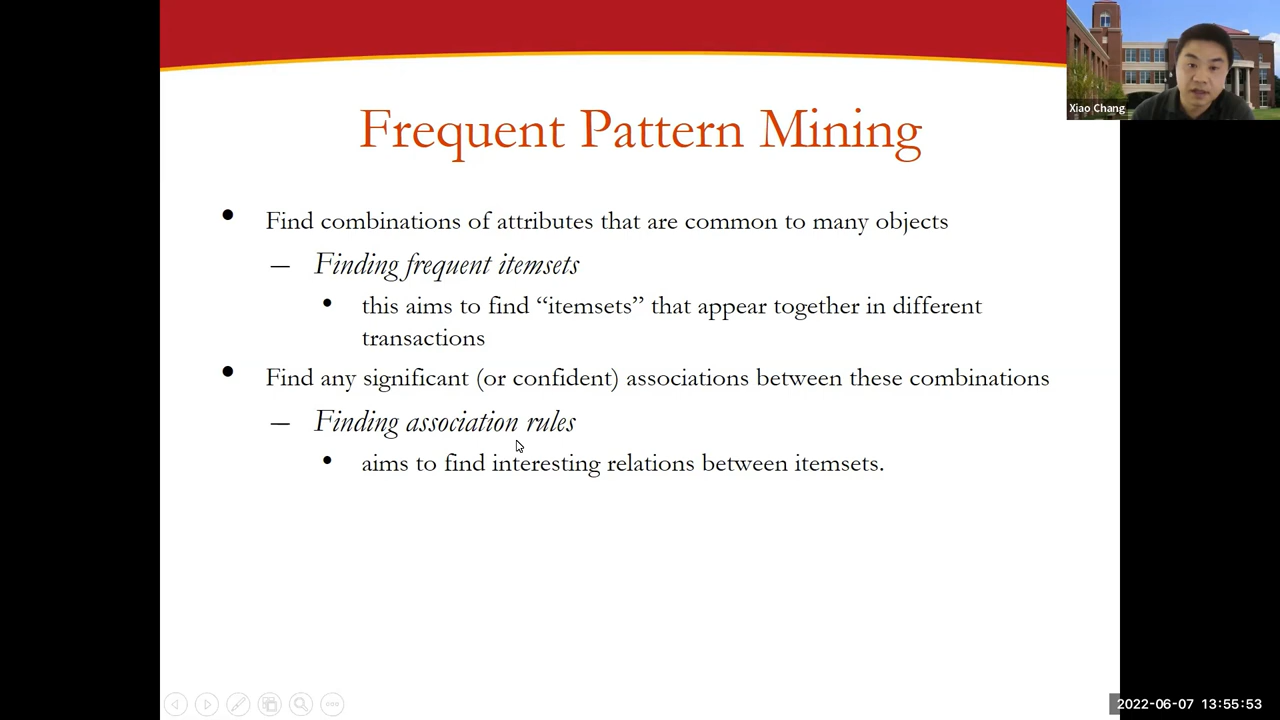 Xiao Chang
Frequent Pattern Mining
• Find combinations of attributes that are common to many objects
– Finding frequent itemsets
• this aims to find “itemsets” that appear together in different
transactions
• Find any significant (or confident) associations between these combinations
– Finding association rules
• aims to find interesting relations between itemsets.
2022-06-07 13:55:53